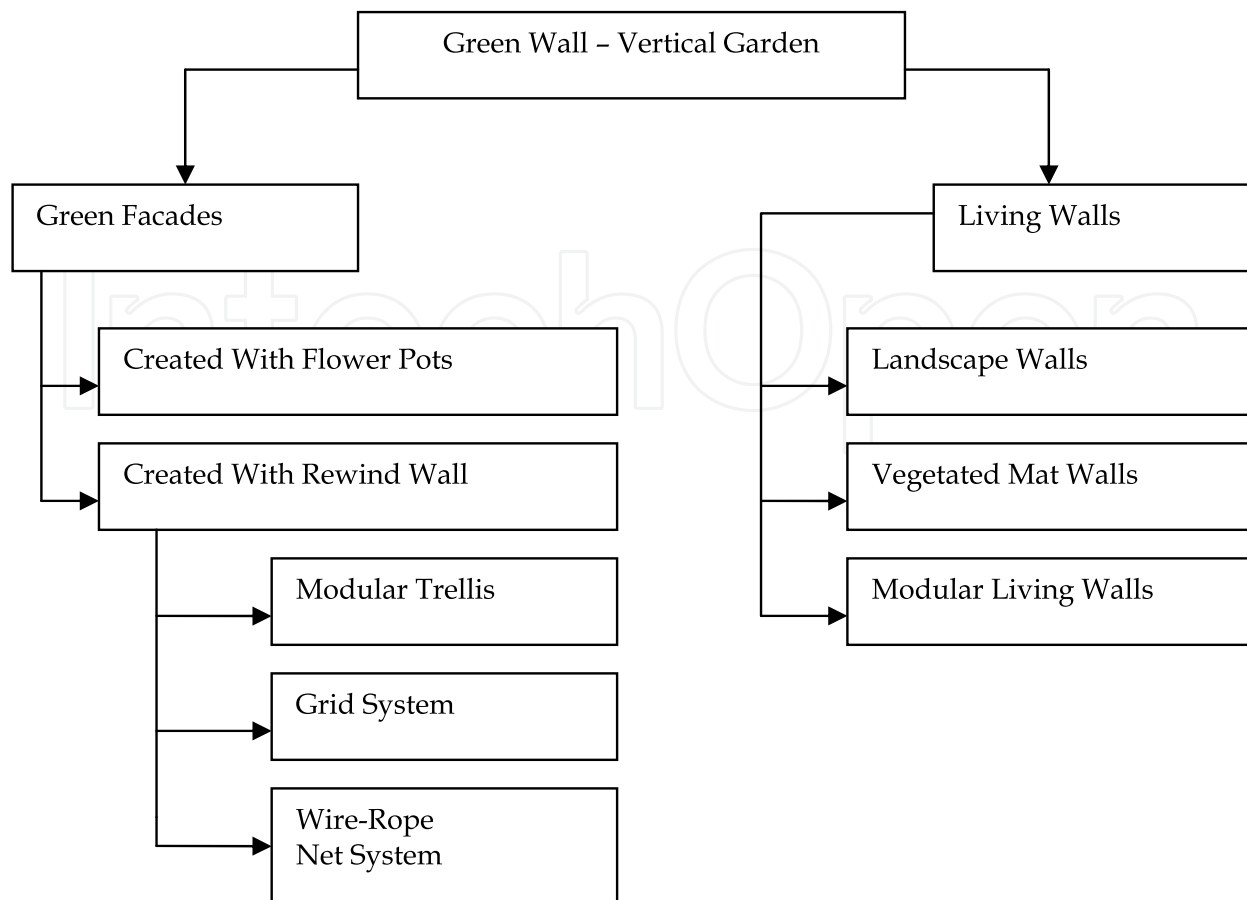 Green Wall – Vertical Garden
Green Facades
Living Walls
Created With Flower Pots
Landscape Walls
Created With Rewind Wall
Vegetated Mat Walls
Modular Trellis
Modular Living Walls
Grid System
Wire-Rope
Net System
IntechOpen